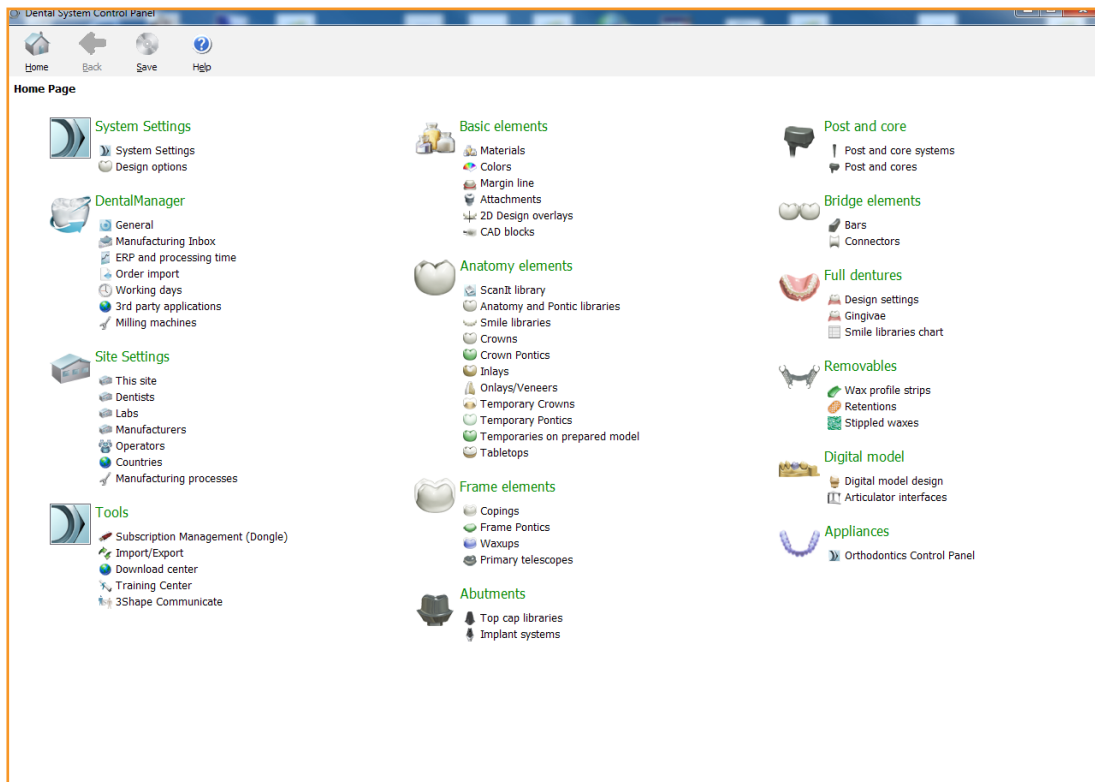 Dental System Control Panel
Home Back Save Help
Home Page
System Settings
System Settings
Design options
DentalManager
General
Manufacturing Inbox
ERP and processing time
Order import
Working days
3rd party applications
Milling machines
Site Settings
This site
Dentists
Labs
Manufacturers
Operators
Countries
Manufacturing processes
Tools
Subscription Management (Dongle)
Import/Export
Download center
Training Center
3Shape Communicate
Basic elements
Materials
Colors
Margin line
Attachments
2D Design overlays
CAD blocks
Anatomy elements
ScanIt library
Anatomy and Pontic libraries
Smile libraries
Crowns
Crown Pontics
Inlays
Onlays/Veneers
Temporary Crowns
Temporary Pontics
Temporaries on prepared model
Tabletops
Frame elements
Copings
Frame Pontics
Waxups
Primary telescopes
Abutments
Top cap libraries
Implant systems
Post and core
Post and core systems
Post and cores
Bridge elements
Bars
Connectors
Full dentures
Design settings
Gingivae
Smile libraries chart
Removables
Wax profile strips
Retentions
Stippled waxes
Digital model
Digital model design
Articulator interfaces
Appliances
Orthodontics Control Panel